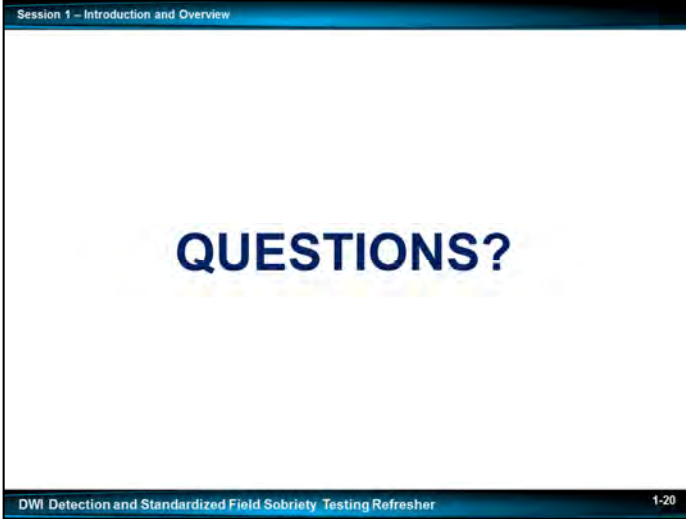 Session 1 – Introduction and Overview
QUESTIONS?
DWI Detection and Standardized Field Sobriety Testing Refresher
1-20